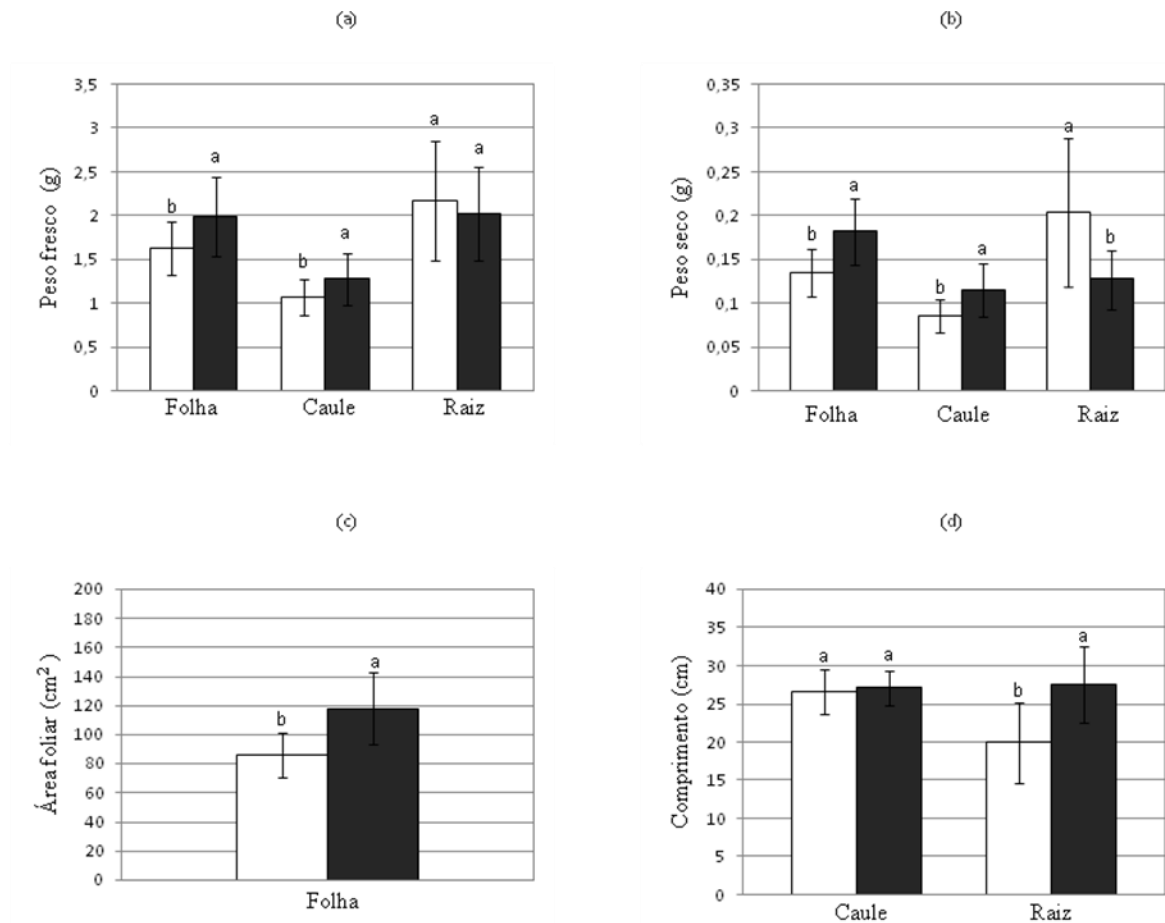 (a)
Peso fresco (g)
3,5
3
2,5
2
1,5
1
0,5
0
b
a
b
a
a
a
Folha
Caule
Raiz
(b)
Peso seco (g)
0,35
0,3
0,25
0,2
0,15
0,1
0,05
0
b
a
b
a
a
b
Folha
Caule
Raiz
(c)
Área foliar (cm²)
200
180
160
140
120
100
80
60
40
20
0
b
a
Folha
(d)
Comprimento (cm)
40
35
30
25
20
15
10
5
0
a
a
b
a
Caule
Raiz